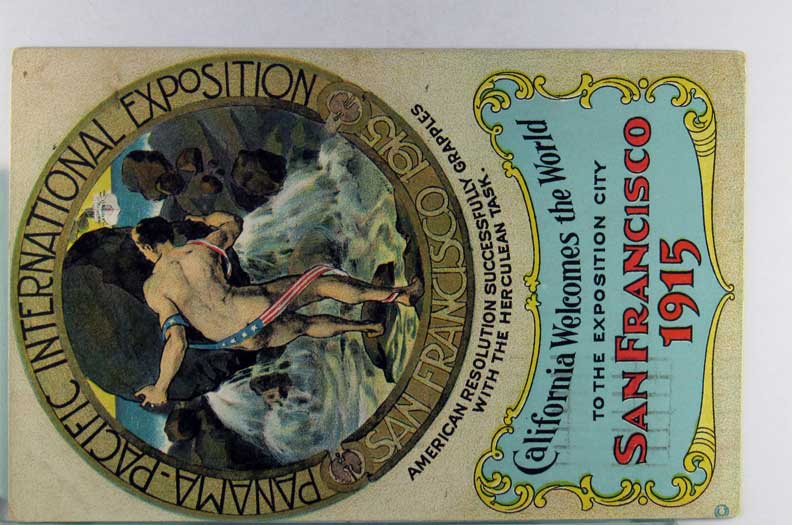 PANAMA-PACIFIC INTERNATIONAL EXPOSITION
SAN FRANCISCO 1915
AMERICAN RESOLUTION SUCCESSFULLY GRAPPLES
WITH THE HERCULEAN TASK-
California Welcomes the World
TO THE EXPOSITION CITY
SAN FRANCISCO
1915